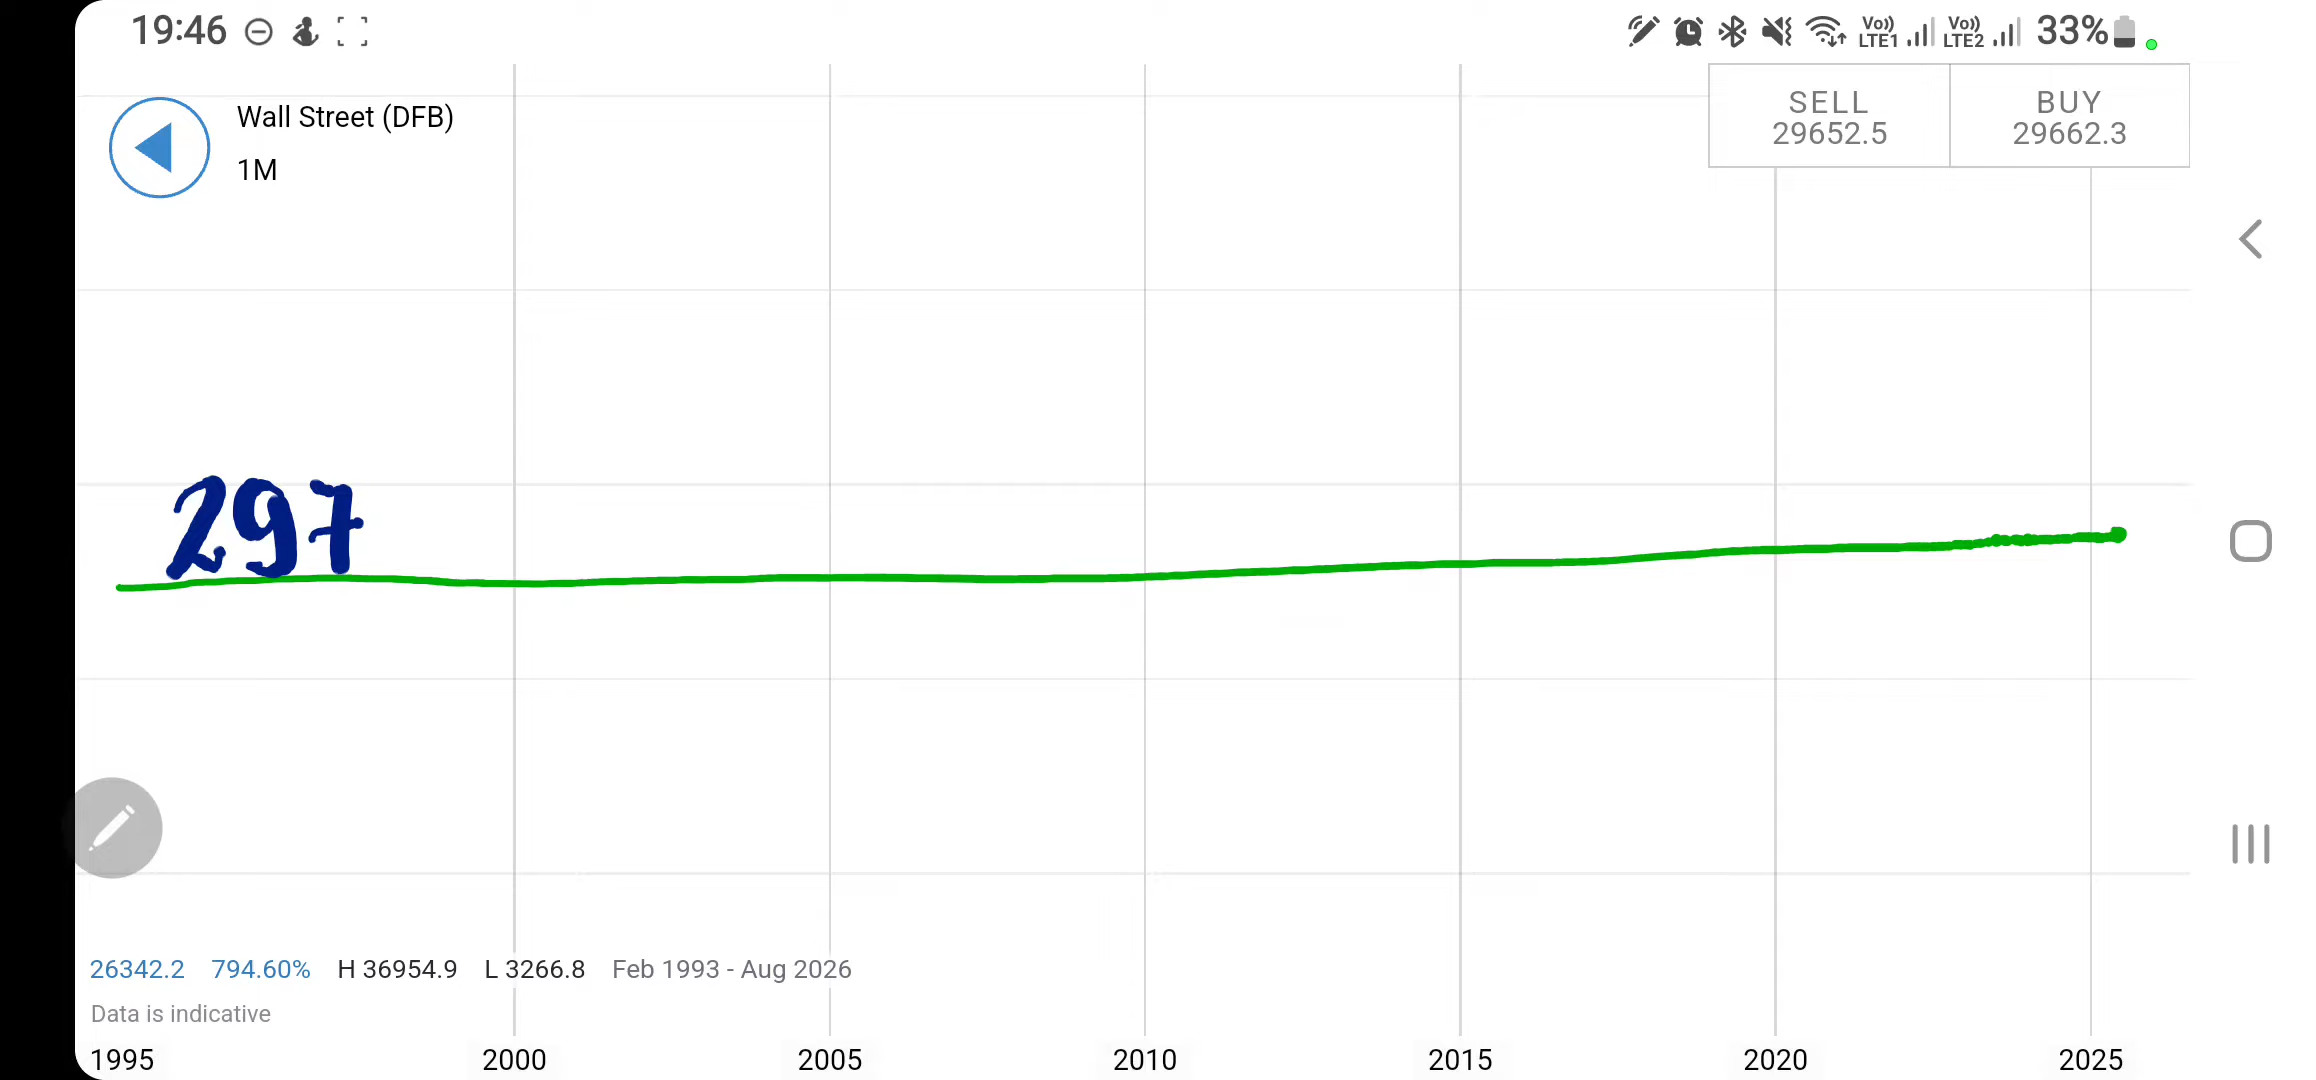 19:46
Vo)) LTE1 Vo)) LTE2 33%
Wall Street (DFB)
1M
SELL
29652.5
BUY
29662.3
297
26342.2 794.60% H 36954.9 L 3266.8 Feb 1993 - Aug 2026
Data is indicative
1995 2000 2005 2010 2015 2020 2025